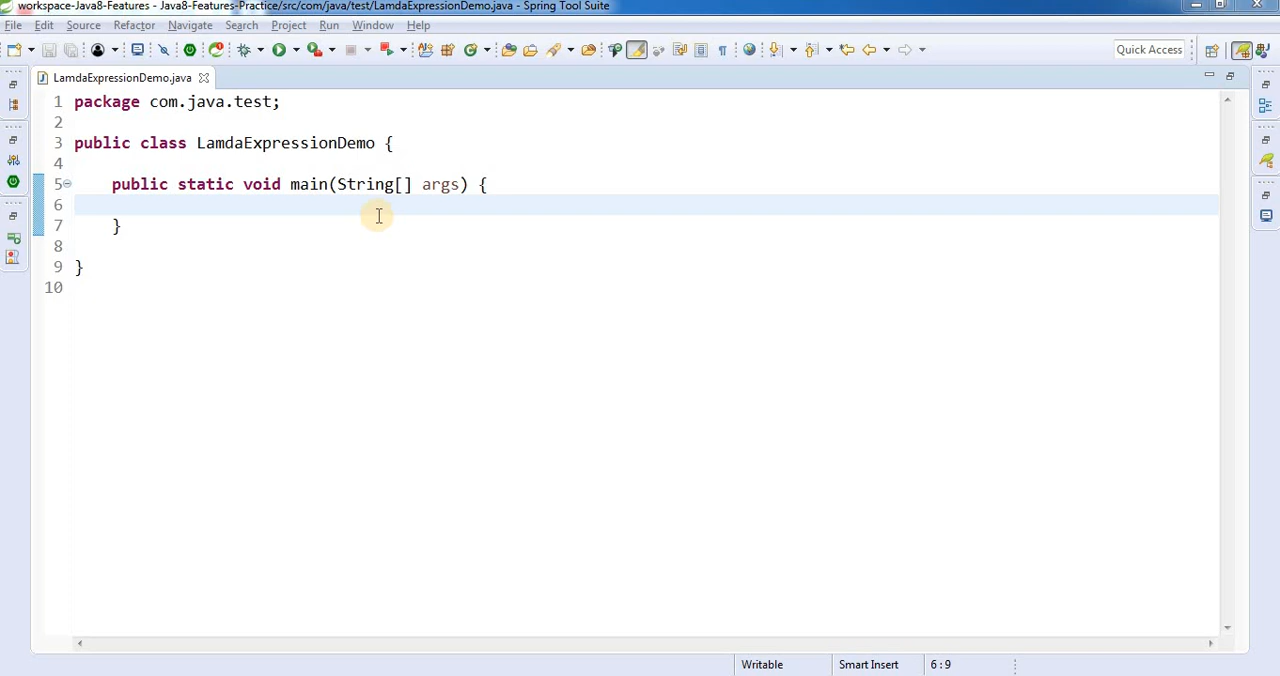 workspace-Java8-Features - Java8-Features-Practice/src/com/java/test/LamdaExpressionDemo.java - Spring Tool Suite
File Edit Source Refactor Navigate Search Project Run Window Help
Quick Access
LamdaExpressionDemo.java
1 package com.java.test;
2
3 public class LamdaExpressionDemo {
4
5 public static void main(String[] args) {
6
7 }
8
9 }
10
Writable Smart Insert 6:9